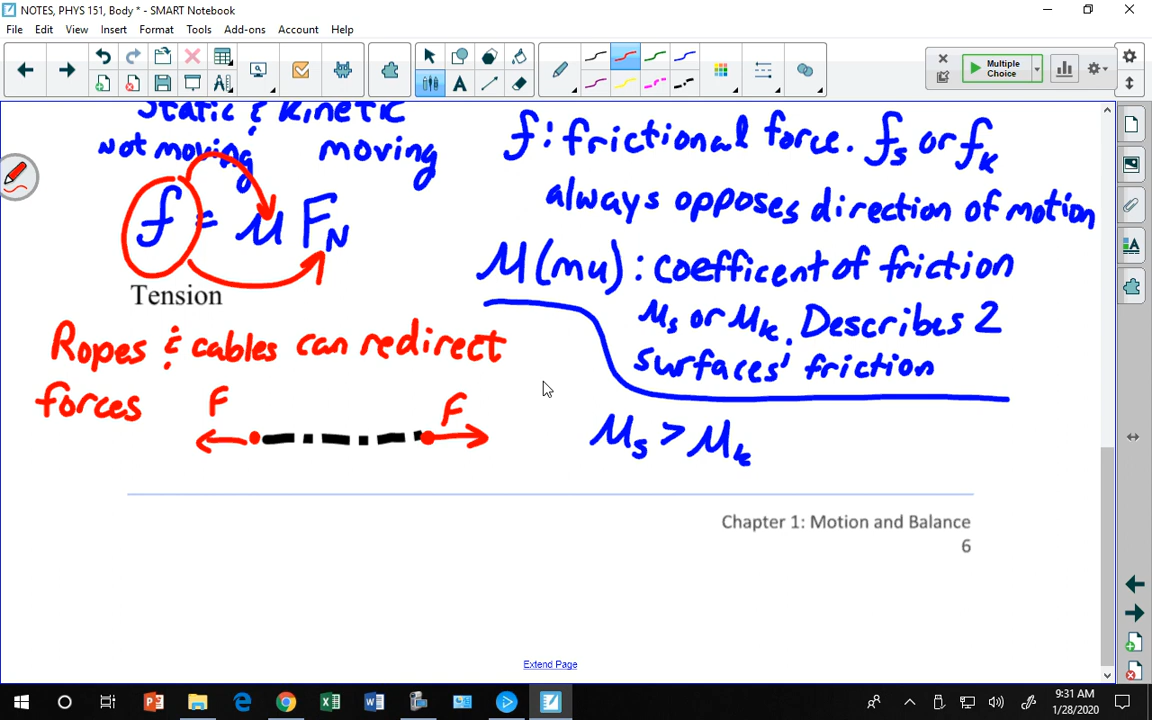 NOTES, PHYS 151, Body * - SMART Notebook
File Edit View Insert Format Tools Add-ons Account Help
Multiple
Choice
Static & Kinetic
Not moving moving
f = μ FN
f: frictional force. fs or fk
always opposes direction of motion
μ (mu): coefficent of friction
μs or μk. Describes 2
surfaces' friction
μs > μk
Tension
Ropes & cables can redirect
forces
F F
Chapter 1: Motion and Balance
6
Extend Page
9:31 AM
1/28/2020